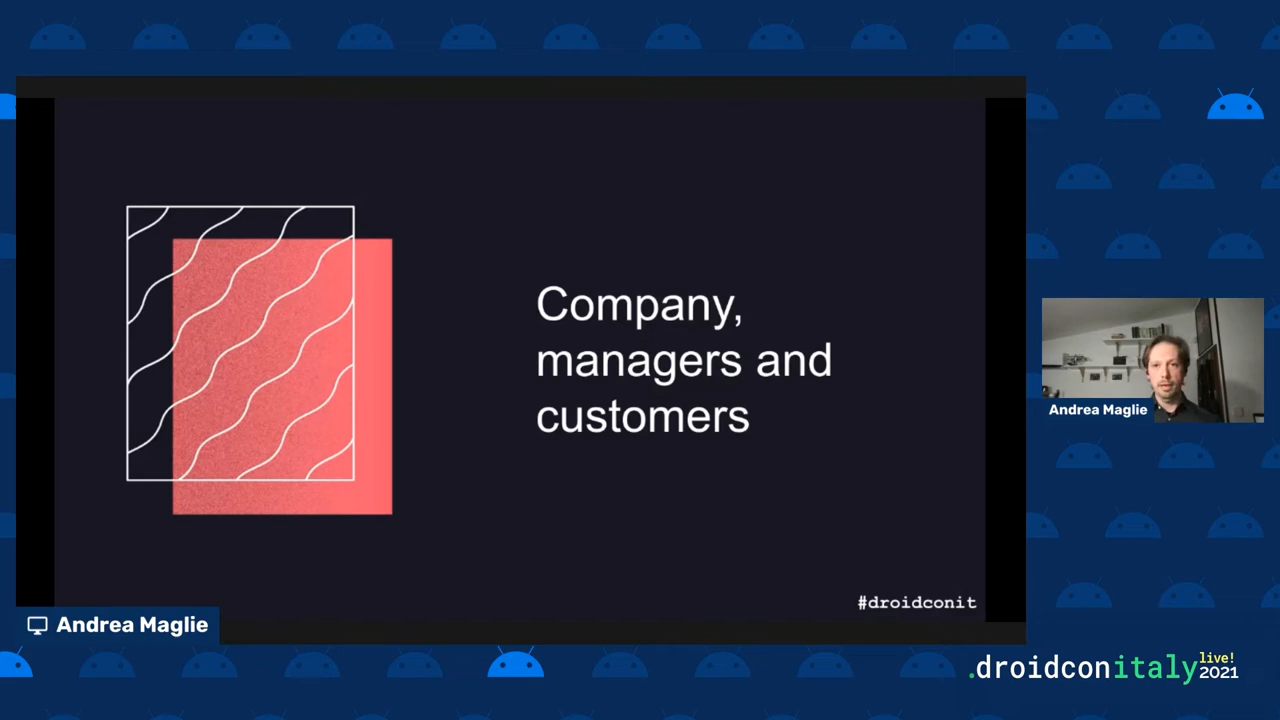 Company,
managers and
customers
#droidconit
Andrea Maglie
Andrea Maglie
.droidconitaly live! 2021